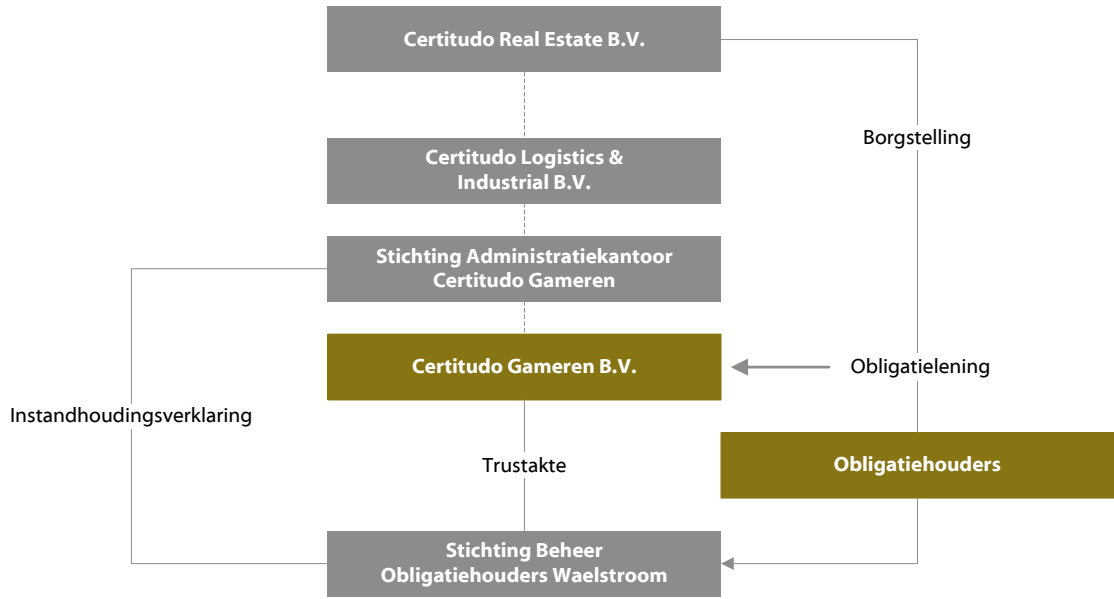 Certitudo Real Estate B.V.
Borgstelling
Certitudo Logistics &
Industrial B.V.
Stichting Administratiekantoor
Certitudo Gameren
Certitudo Gameren B.V.
Obligatielening
Instandhoudingsverklaring
Trustakte
Obligatiehouders
Stichting Beheer
Obligatiehouders Waelstroom